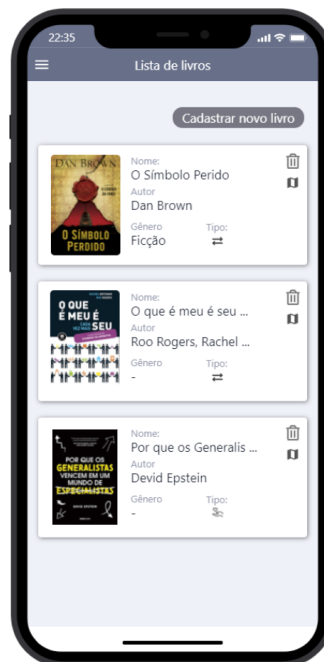 22:35
Lista de livros
Cadastrar novo livro
DAN BROWN
O SÍMBOLO
PERDIDO
Nome:
O Símbolo Perido
Autor
Dan Brown
Gênero Tipo:
Ficção
O QUE
É MEU É
SEU
Nome:
O que é meu é seu ...
Autor
Roo Rogers, Rachel ...
Gênero Tipo:
-
POR QUE OS
GENERALISTAS
VENCEM EM UM
MUNDO DE
ESPECIALISTAS
DAVID EPSTEIN
Nome:
Por que os Generalis ...
Autor
Devid Epstein
Gênero Tipo:
-